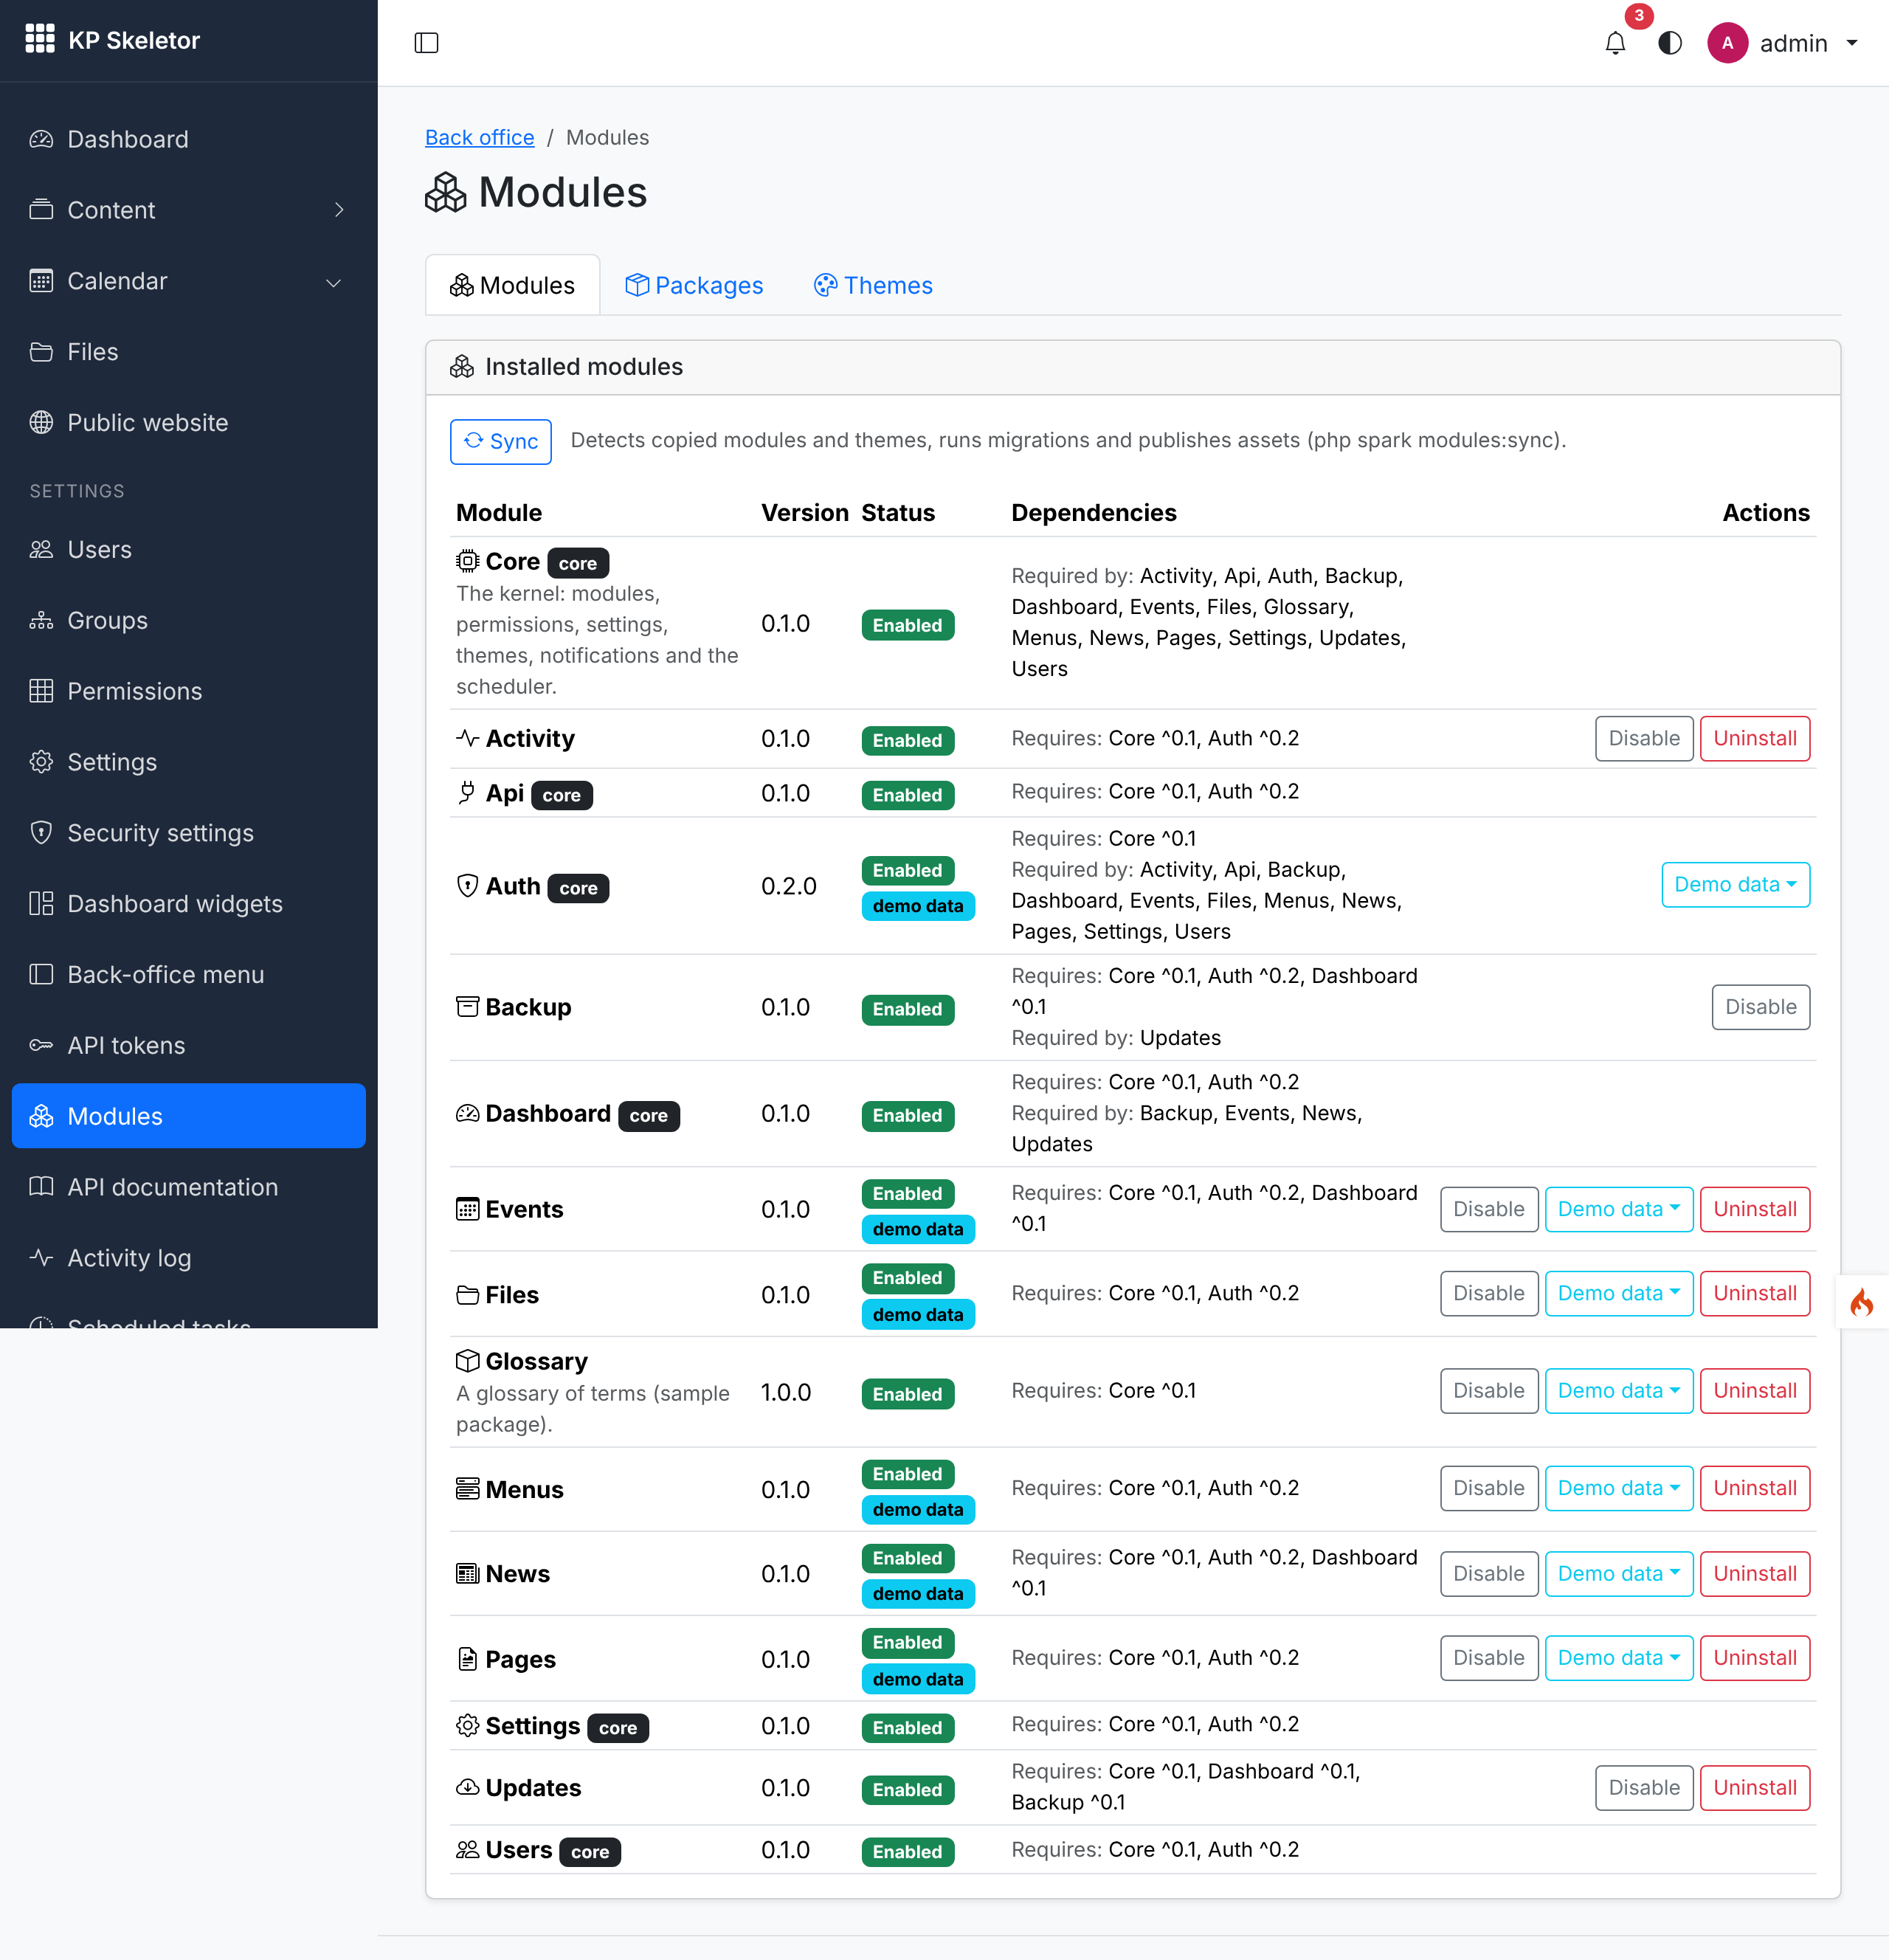 KP Skeletor
3
A
admin
Dashboard
Content
Calendar
Files
Public website
SETTINGS
Users
Groups
Permissions
Settings
Security settings
Dashboard widgets
Back-office menu
API tokens
Modules
API documentation
Activity log
Scheduled tasks
Back office / Modules
Modules
Modules Packages Themes
Installed modules
Sync Detects copied modules and themes, runs migrations and publishes assets (php spark modules:sync).
Module Version Status Dependencies Actions
Core core
The kernel: modules,
permissions, settings,
themes, notifications and the
scheduler.
0.1.0
Enabled
Required by: Activity, Api, Auth, Backup,
Dashboard, Events, Files, Glossary,
Menus, News, Pages, Settings, Updates,
Users
Activity 0.1.0 Enabled Requires: Core ^0.1, Auth ^0.2 Disable Uninstall
Api core 0.1.0 Enabled Requires: Core ^0.1, Auth ^0.2
Auth core
0.2.0
Enabled
demo data
Requires: Core ^0.1
Required by: Activity, Api, Backup,
Dashboard, Events, Files, Menus, News,
Pages, Settings, Users
Demo data
Backup
0.1.0
Enabled
Requires: Core ^0.1, Auth ^0.2, Dashboard
^0.1
Required by: Updates
Disable
Dashboard core
0.1.0
Enabled
Requires: Core ^0.1, Auth ^0.2
Required by: Backup, Events, News,
Updates
Events
0.1.0
Enabled
demo data
Requires: Core ^0.1, Auth ^0.2, Dashboard
^0.1
Disable Demo data Uninstall
Files
0.1.0
Enabled
demo data
Requires: Core ^0.1, Auth ^0.2
Disable Demo data Uninstall
Glossary
A glossary of terms (sample
package).
1.0.0
Enabled
Requires: Core ^0.1
Disable Demo data Uninstall
Menus
0.1.0
Enabled
demo data
Requires: Core ^0.1, Auth ^0.2
Disable Demo data Uninstall
News
0.1.0
Enabled
demo data
Requires: Core ^0.1, Auth ^0.2, Dashboard
^0.1
Disable Demo data Uninstall
Pages
0.1.0
Enabled
demo data
Requires: Core ^0.1, Auth ^0.2
Disable Demo data Uninstall
Settings core 0.1.0 Enabled Requires: Core ^0.1, Auth ^0.2
Updates
0.1.0
Enabled
Requires: Core ^0.1, Dashboard ^0.1,
Backup ^0.1
Disable Uninstall
Users core 0.1.0 Enabled Requires: Core ^0.1, Auth ^0.2